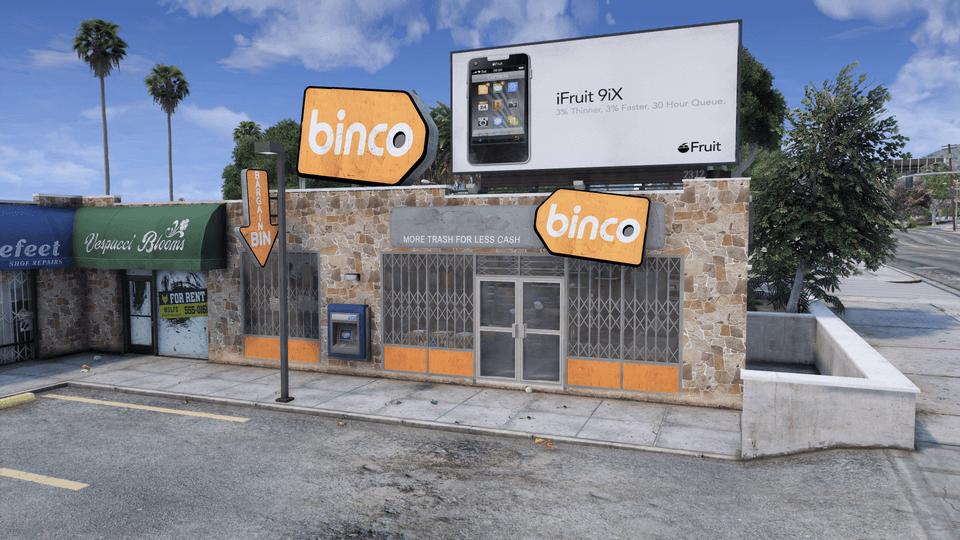 binco
iFruit 9iX
3% Thinner, 3% Faster. 30 Hour Queue.
Fruit
2312
BARGAIN
BIN
binco
MORE TRASH FOR LESS CASH
efeet
SHOE REPAIRS
Vespucci Blooms
FOR RENT